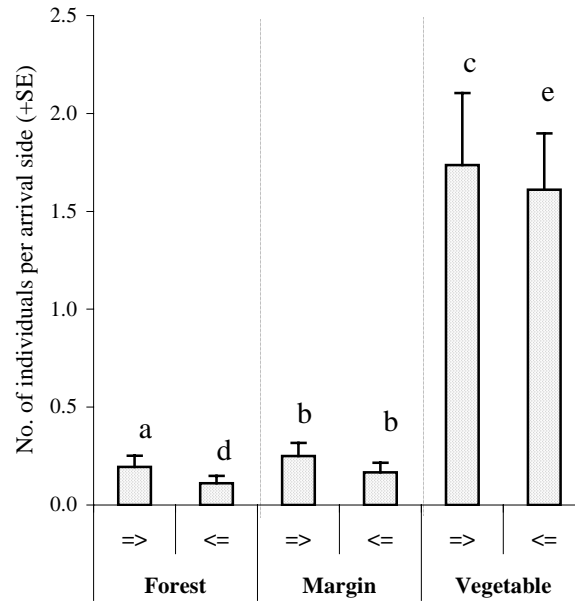 No. of individuals per arrival side (+SE)
2.5
2.0
1.5
1.0
0.5
0.0
a
d
b
b
c
e
=> <= => <= => <=
Forest Margin Vegetable